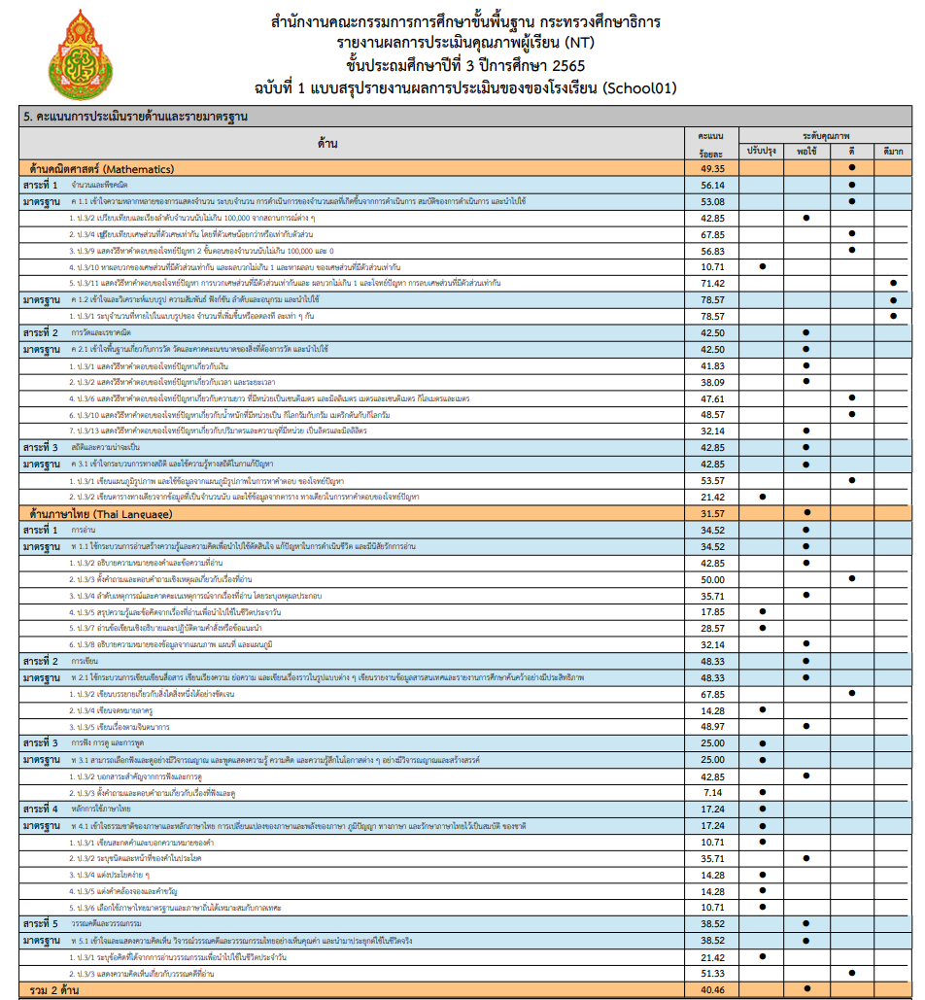 สำนักงานคณะกรรมการการศึกษาขั้นพื้นฐาน กระทรวงศึกษาธิการ
รายงานผลการประเมินคุณภาพผู้เรียน (NT)
ชั้นประถมศึกษาปีที่ 3 ปีการศึกษา 2565
ฉบับที่ 1 แบบสรุปรายงานผลการประเมินของของโรงเรียน (School01)
5. คะแนนการประเมินรายด้านและรายมาตรฐาน
ด้าน คะแนนร้อยละ ระดับคุณภาพ
ปรับปรุง พอใช้ ดี ดีมาก
ด้านคณิตศาสตร์ (Mathematics) 49.35 ●
สาระที่ 1 จำนวนและพีชคณิต 56.14 ●
มาตรฐาน ค 1.1 เข้าใจความหลากหลายของการแสดงจำนวน ระบบจำนวน การดำเนินการของจำนวนผลที่เกิดขึ้นจากการดำเนินการ สมบัติของการดำเนินการ และนำไปใช้ 53.08 ●
1. ป.3/2 เปรียบเทียบและเรียงลำดับจำนวนนับไม่เกิน 100,000 จากสถานการณ์ต่าง ๆ 42.85 ●
2. ป.3/4 เปรียบเทียบเศษส่วนที่ตัวเศษเท่ากัน โดยที่ตัวเศษน้อยกว่าหรือเท่ากับตัวส่วน 67.85 ●
3. ป.3/9 แสดงวิธีหาคำตอบของโจทย์ปัญหา 2 ขั้นตอนของจำนวนนับไม่เกิน 100,000 และ 0 56.83 ●
4. ป.3/10 หาผลบวกของเศษส่วนที่มีตัวส่วนเท่ากัน และผลบวกไม่เกิน 1 และหาผลลบ ของเศษส่วนที่มีตัวส่วนเท่ากัน 10.71 ●
5. ป.3/11 แสดงวิธีหาคำตอบของโจทย์ปัญหา การบวกเศษส่วนที่มีตัวส่วนเท่ากันและ ผลบวกไม่เกิน 1 และโจทย์ปัญหา การลบเศษส่วนที่มีตัวส่วนเท่ากัน 71.42 ●
มาตรฐาน ค 1.2 เข้าใจและวิเคราะห์แบบรูป ความสัมพันธ์ ฟังก์ชัน ลำดับและอนุกรม และนำไปใช้ 78.57 ●
1. ป.3/1 ระบุจำนวนที่หายไปในแบบรูปของ จำนวนที่เพิ่มขึ้นหรือลดลงที ละเท่า ๆ กัน 78.57 ●
สาระที่ 2 การวัดและเรขาคณิต 42.50 ●
มาตรฐาน ค 2.1 เข้าใจพื้นฐานเกี่ยวกับการวัด วัดและคาดคะเนขนาดของสิ่งที่ต้องการวัด และนำไปใช้ 42.50 ●
1. ป.3/1 แสดงวิธีหาคำตอบของโจทย์ปัญหาเกี่ยวกับเงิน 41.83 ●
2. ป.3/2 แสดงวิธีหาคำตอบของโจทย์ปัญหาเกี่ยวกับเวลา และระยะเวลา 38.09 ●
4. ป.3/6 แสดงวิธีหาคำตอบของโจทย์ปัญหาเกี่ยวกับความยาว ที่มีหน่วยเป็นเซนติเมตร และมิลลิเมตร เมตรและเซนติเมตร กิโลเมตรและเมตร 47.61 ●
6. ป.3/10 แสดงวิธีหาคำตอบของโจทย์ปัญหาเกี่ยวกับน้ำหนักที่มีหน่วยเป็น กิโลกรัมกับกรัม เมตริกตันกับกิโลกรัม 48.57 ●
7. ป.3/13 แสดงวิธีหาคำตอบของโจทย์ปัญหาเกี่ยวกับปริมาตรและความจุที่มีหน่วย เป็นลิตรและมิลลิลิตร 32.14 ●
สาระที่ 3 สถิติและความน่าจะเป็น 42.85 ●
มาตรฐาน ค 3.1 เข้าใจกระบวนการทางสถิติ และใช้ความรู้ทางสถิติในกาแก้ปัญหา 42.85 ●
1. ป.3/1 เขียนแผนภูมิรูปภาพ และใช้ข้อมูลจากแผนภูมิรูปภาพในการหาคำตอบ ของโจทย์ปัญหา 53.57 ●
2. ป.3/2 เขียนตารางทางเดียวจากข้อมูลที่เป็นจำนวนนับ และใช้ข้อมูลจากตาราง ทางเดียวในการหาคำตอบของโจทย์ปัญหา 21.42 ●
ด้านภาษาไทย (Thai Language) 31.57 ●
สาระที่ 1 การอ่าน 34.52 ●
มาตรฐาน ท 1.1 ใช้กระบวนการอ่านสร้างความรู้และความคิดเพื่อนำไปใช้ตัดสินใจ แก้ปัญหาในการดำเนินชีวิต และมีนิสัยรักการอ่าน 34.52 ●
1. ป.3/2 อธิบายความหมายของคำและข้อความที่อ่าน 42.85 ●
2. ป.3/3 ตั้งคำถามและตอบคำถามเชิงเหตุผลเกี่ยวกับเรื่องที่อ่าน 50.00 ●
3. ป.3/4 ลำดับเหตุการณ์และคาดคะเนเหตุการณ์จากเรื่องที่อ่าน โดยระบุเหตุผลประกอบ 35.71 ●
4. ป.3/5 สรุปความรู้และข้อคิดจากเรื่องที่อ่านเพื่อนำไปใช้ในชีวิตประจาวัน 17.85 ●
5. ป.3/7 อ่านข้อเขียนเชิงอธิบายและปฏิบัติตามคำสั่งหรือข้อแนะนำ 28.57 ●
6. ป.3/8 อธิบายความหมายของข้อมูลจากแผนภาพ แผนที่ และแผนภูมิ 32.14 ●
สาระที่ 2 การเขียน 48.33 ●
มาตรฐาน ท 2.1 ใช้กระบวนการเขียนเขียนสื่อสาร เขียนเรียงความ ย่อความ และเขียนเรื่องราวในรูปแบบต่าง ๆ เขียนรายงานข้อมูลสารสนเทศและรายงานการศึกษาค้นคว้าอย่างมีประสิทธิภาพ 48.33 ●
1. ป.3/2 เขียนบรรยายเกี่ยวกับสิ่งใดสิ่งหนึ่งได้อย่างชัดเจน 67.85 ●
2. ป.3/4 เขียนจดหมายลาครู 14.28 ●
3. ป.3/5 เขียนเรื่องตามจินตนาการ 48.97 ●
สาระที่ 3 การฟัง การดู และการพูด 25.00 ●
มาตรฐาน ท 3.1 สามารถเลือกฟังและดูอย่างมีวิจารณญาณ และพูดแสดงความรู้ ความคิด และความรู้สึกในโอกาสต่าง ๆ อย่างมีวิจารณญาณและสร้างสรรค์ 25.00 ●
1. ป.3/2 บอกสาระสำคัญจากการฟังและการดู 42.85 ●
2. ป.3/3 ตั้งคำถามและตอบคำถามเกี่ยวกับเรื่องที่ฟังและดู 7.14 ●
สาระที่ 4 หลักการใช้ภาษาไทย 17.24 ●
มาตรฐาน ท 4.1 เข้าใจธรรมชาติของภาษาและหลักภาษาไทย การเปลี่ยนแปลงของภาษาและพลังของภาษา ภูมิปัญญา ทางภาษา และรักษาภาษาไทยไว้เป็นสมบัติ ของชาติ 17.24 ●
1. ป.3/1 เขียนสะกดคำและบอกความหมายของคำ 10.71 ●
2. ป.3/2 ระบุชนิดและหน้าที่ของคำในประโยค 35.71 ●
3. ป.3/4 แต่งประโยคง่าย ๆ 14.28 ●
4. ป.3/5 แต่งคำคล้องจองและคำขวัญ 14.28 ●
5. ป.3/6 เลือกใช้ภาษาไทยมาตรฐานและภาษาถิ่นได้เหมาะสมกับกาลเทศะ 10.71 ●
สาระที่ 5 วรรณคดีและวรรณกรรม 38.52 ●
มาตรฐาน ท 5.1 เข้าใจและแสดงความคิดเห็น วิจารณ์วรรณคดีและวรรณกรรมไทยอย่างเห็นคุณค่า และนำมาประยุกต์ใช้ในชีวิตจริง 38.52 ●
1. ป.3/1 ระบุข้อคิดที่ได้จากการอ่านวรรณกรรมเพื่อนำไปใช้ในชีวิตประจำวัน 21.42 ●
2. ป.3/3 แสดงความคิดเห็นเกี่ยวกับวรรณคดีที่อ่าน 51.33 ●
รวม 2 ด้าน 40.46 ●